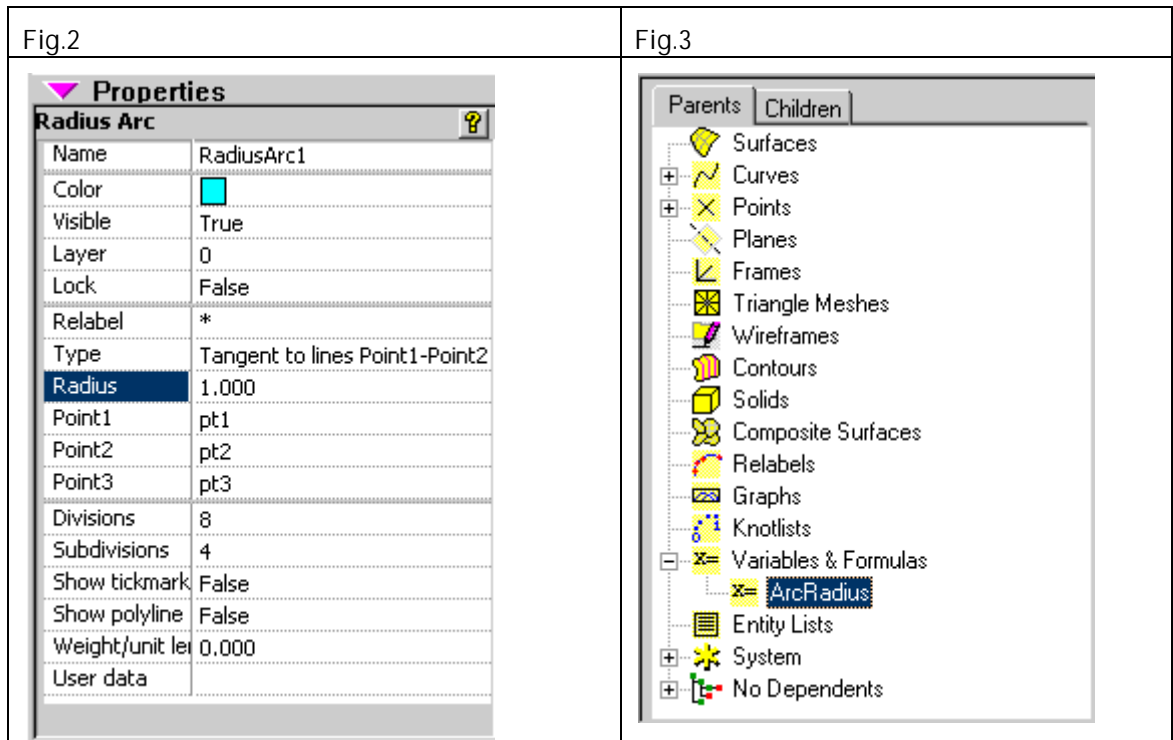 Fig.2
Fig.3
Properties
Radius Arc ?
Name RadiusArc1
Color
Visible True
Layer 0
Lock False
Relabel *
Type Tangent to lines Point1-Point2
Radius 1.000
Point1 pt1
Point2 pt2
Point3 pt3
Divisions 8
Subdivisions 4
Show tickmark False
Show polyline False
Weight/unit le 0.000
User data
Parents Children
Surfaces
Curves
Points
Planes
Frames
Triangle Meshes
Wireframes
Contours
Solids
Composite Surfaces
Relabels
Graphs
Knotlists
X= Variables & Formulas
X= ArcRadius
Entity Lists
System
No Dependents